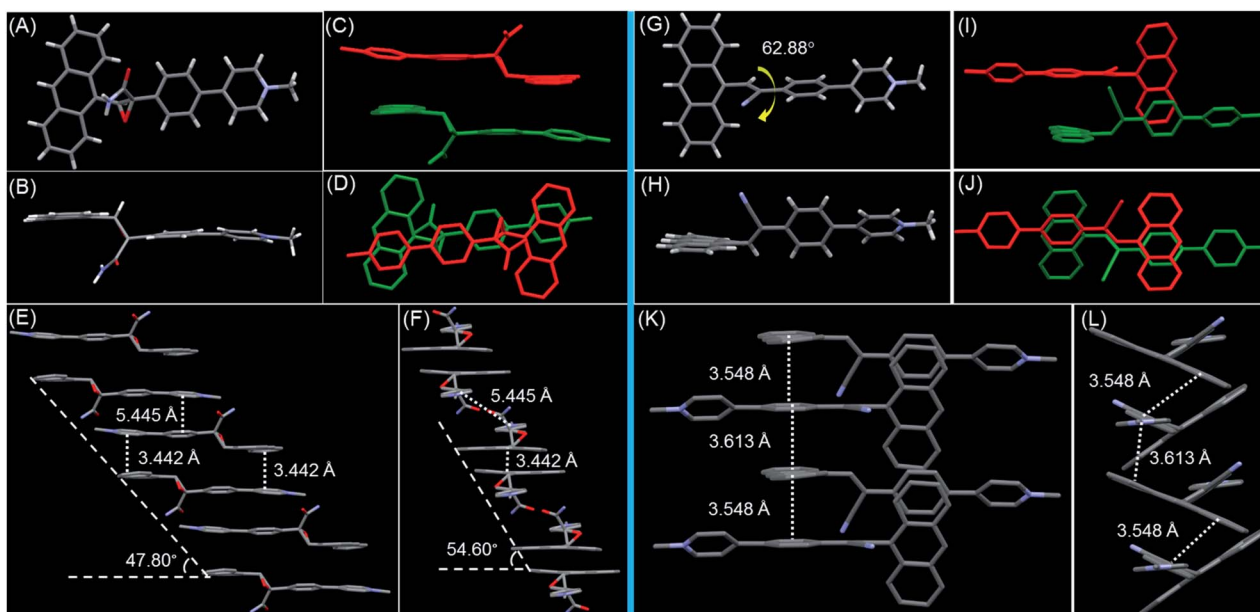 (A)
(C)
(G)
62.88°
(I)
(B)
(D)
(H)
(J)
(E)
5.445 Å
3.442 Å
3.442 Å
47.80°
(F)
5.445 Å
3.442 Å
54.60°
(K)
3.548 Å
3.613 Å
3.548 Å
(L)
3.548 Å
3.613 Å
3.548 Å